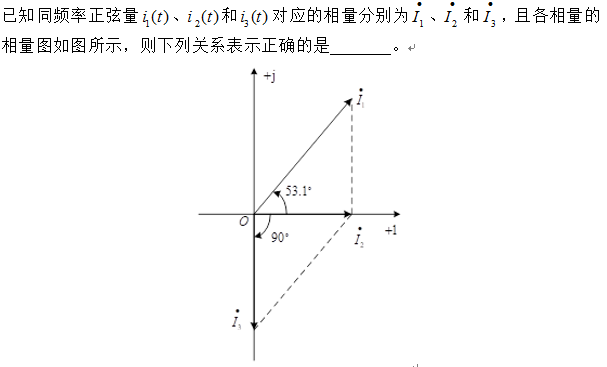 已知同频率正弦量i₁(t)、i₂(t)和i₃(t)对应的相量分别为İ₁、İ₂和İ₃,且各相量的
相量图如图所示,则下列关系表示正确的是_______。
+j
İ₁
53.1°
O
90°
İ₂
+1
İ₃